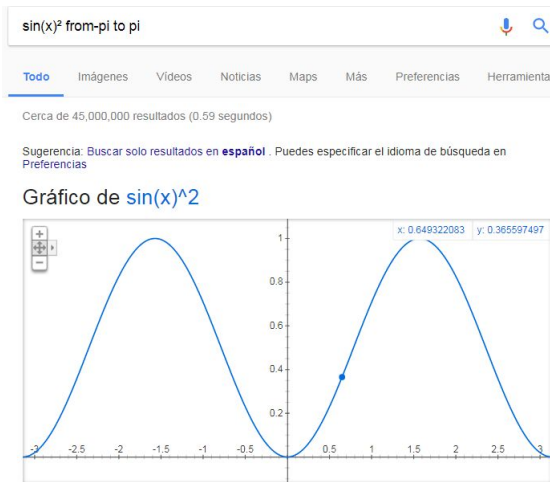 sin(x)² from-pi to pi
Todo Imágenes Vídeos Noticias Maps Más Preferencias Herramienta
Cerca de 45,000,000 resultados (0.59 segundos)
Sugerencia: Buscar solo resultados en español . Puedes especificar el idioma de búsqueda en
Preferencias
Gráfico de sin(x)^2
x: 0.649322083 y: 0.365597497
1
0.8
0.6
0.4
0.2
-3 -2.5 -2 -1.5 -1 -0.5 0.5 1 1.5 2 2.5 3